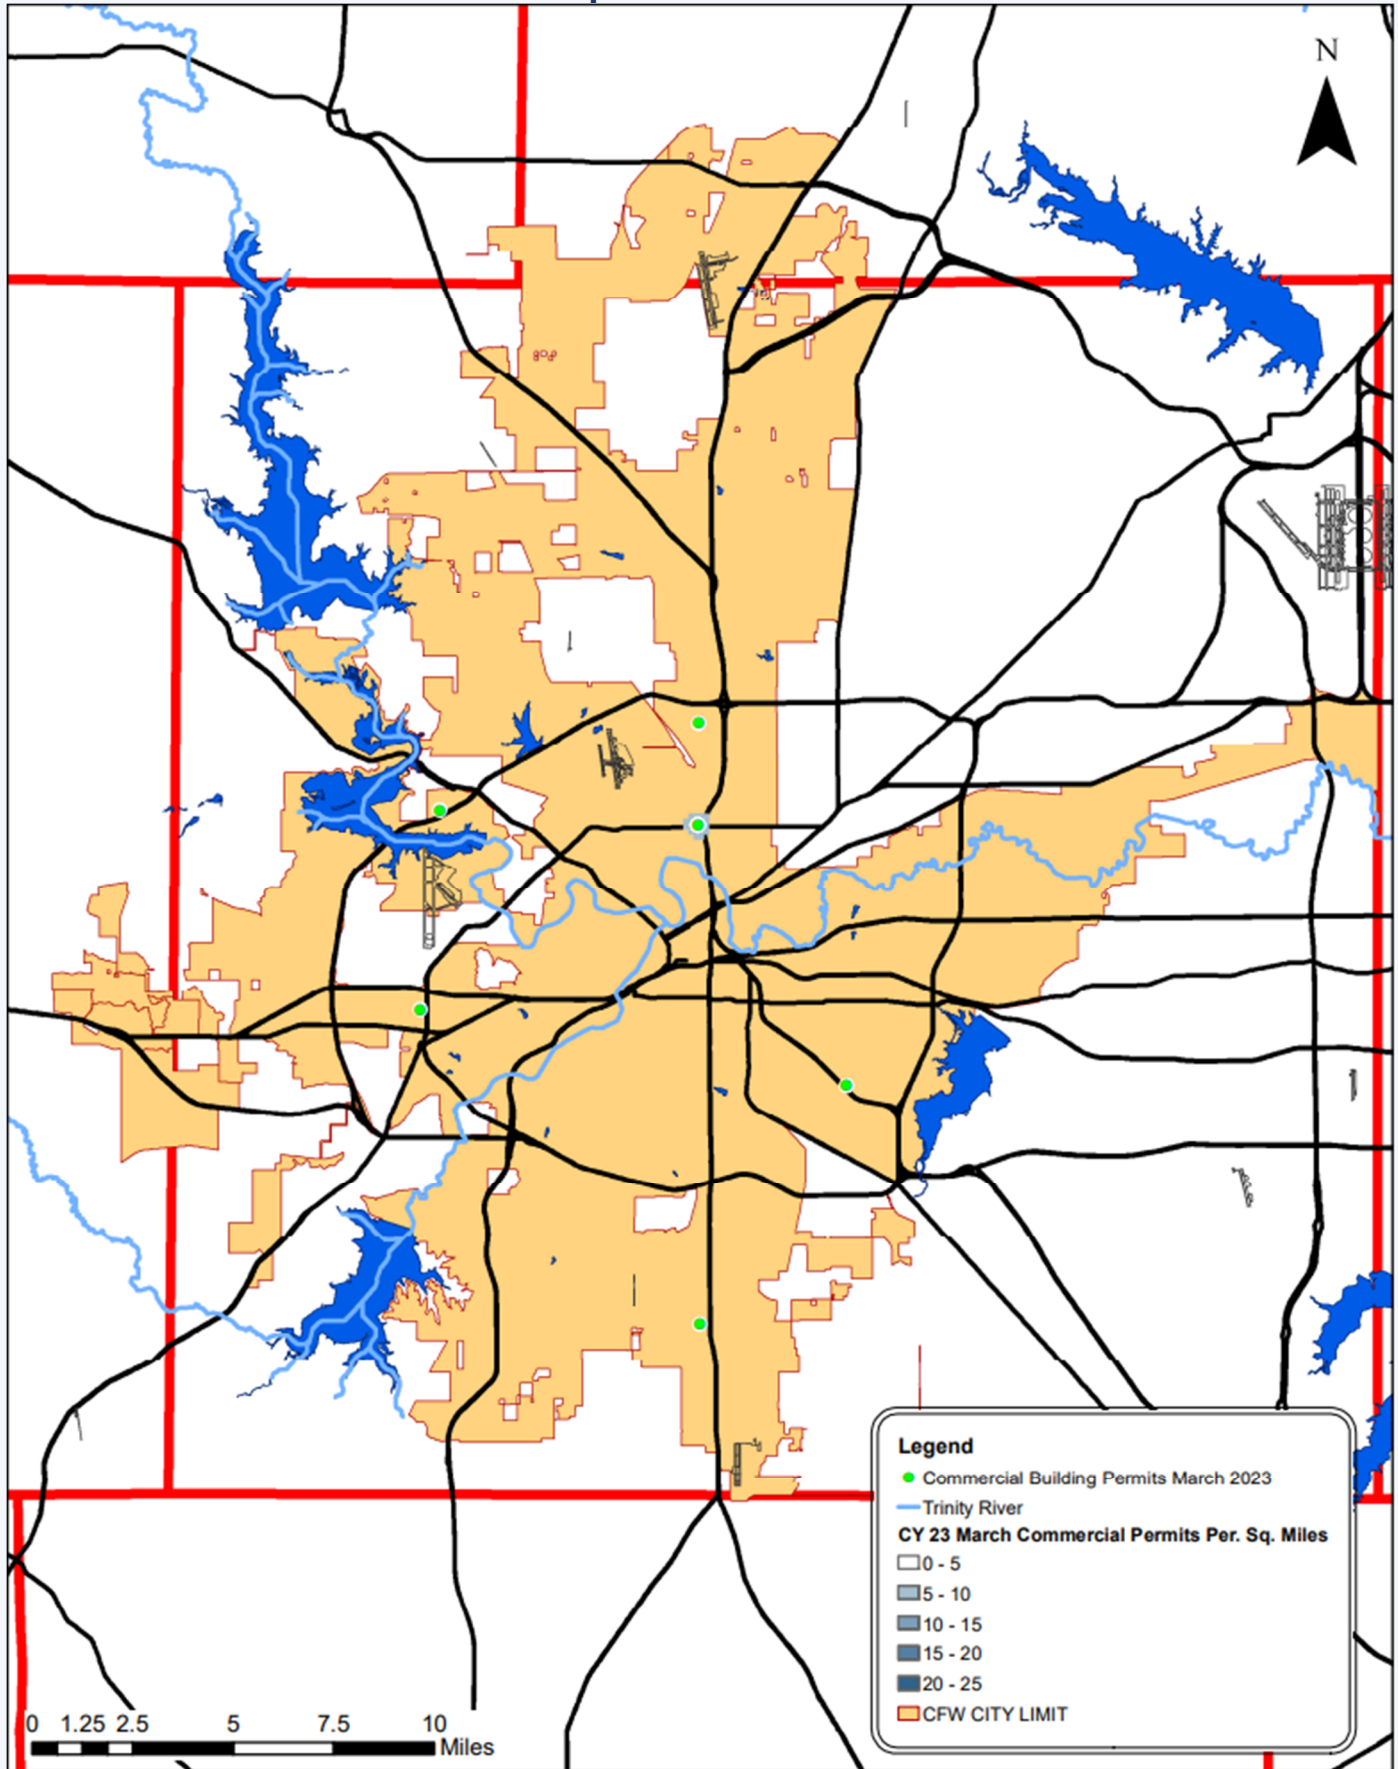 N
Legend
Commercial Building Permits March 2023
Trinity River
CY 23 March Commercial Permits Per. Sq. Miles
0 - 5
5 - 10
10 - 15
15 - 20
20 - 25
CFW CITY LIMIT
0 1.25 2.5 5 7.5 10
Miles